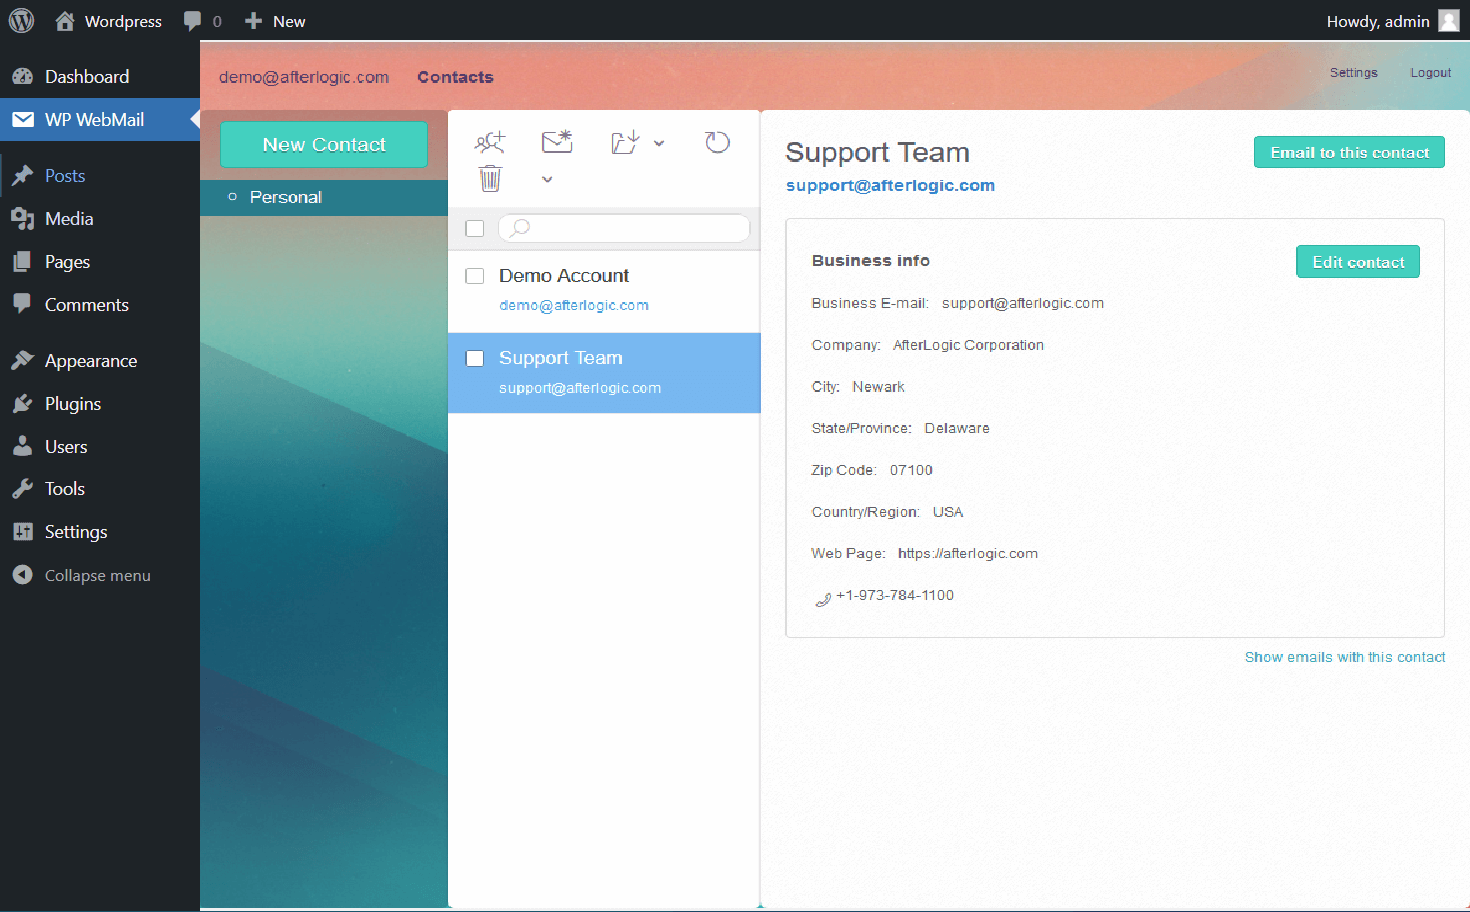 Wordpress 0 New Howdy, admin
Dashboard
WP WebMail
Posts
Media
Pages
Comments
Appearance
Plugins
Users
Tools
Settings
Collapse menu
demo@afterlogic.com Contacts Settings Logout
New Contact
Personal
Demo Account
demo@afterlogic.com
Support Team
support@afterlogic.com
Support Team
Email to this contact
support@afterlogic.com
Business info
Edit contact
Business E-mail: support@afterlogic.com
Company: AfterLogic Corporation
City: Newark
State/Province: Delaware
Zip Code: 07100
Country/Region: USA
Web Page: https://afterlogic.com
+1-973-784-1100
Show emails with this contact